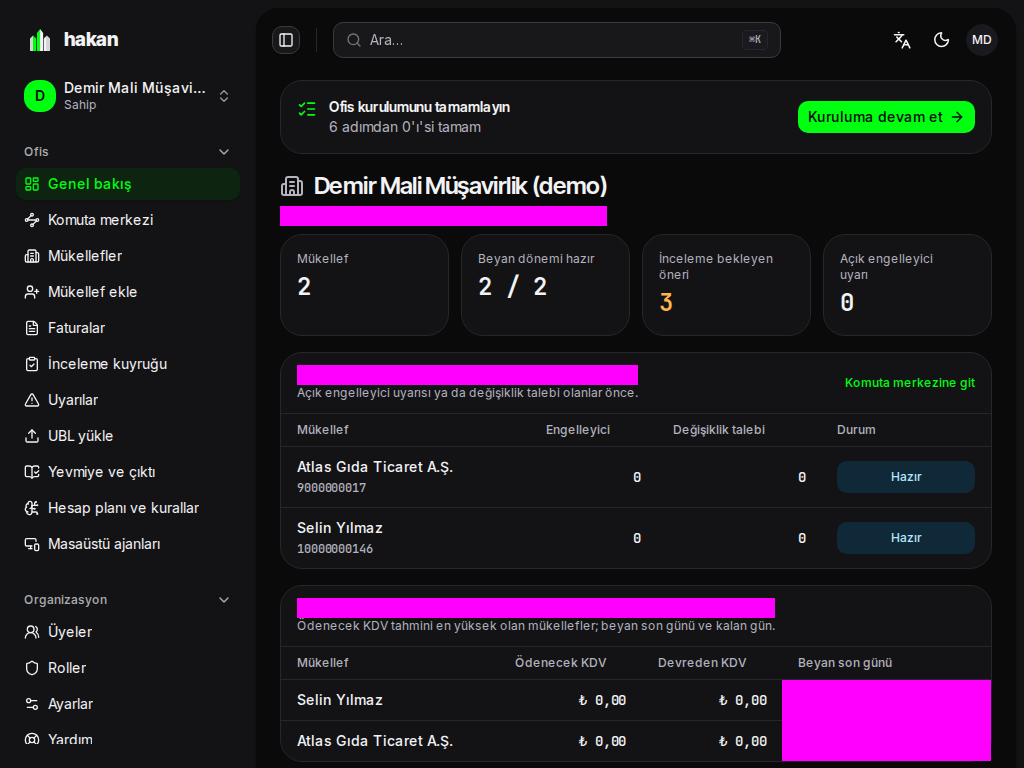 hakan
Ara...
⌘K
MD
D
Demir Mali Müşavi...
Sahip
Ofis
Genel bakış
Komuta merkezi
Mükellefler
Mükellef ekle
Faturalar
İnceleme kuyruğu
Uyarılar
UBL yükle
Yevmiye ve çıktı
Hesap planı ve kurallar
Masaüstü ajanları
Organizasyon
Üyeler
Roller
Ayarlar
Yardım
Ofis kurulumunu tamamlayın
6 adımdan 0'ı'si tamam
Kuruluma devam et
Demir Mali Müşavirlik (demo)
Mükellef
2
Beyan dönemi hazır
2 / 2
İnceleme bekleyen
öneri
3
Açık engelleyici
uyarı
0
Açık engelleyici uyarısı ya da değişiklik talebi olanlar önce.
Komuta merkezine git
Mükellef Engelleyici Değişiklik talebi Durum
Atlas Gıda Ticaret A.Ş.
9000000017
0 0 Hazır
Selin Yılmaz
10000000146
0 0 Hazır
Ödenecek KDV tahmini en yüksek olan mükellefler; beyan son günü ve kalan gün.
Mükellef Ödenecek KDV Devreden KDV Beyan son günü
Selin Yılmaz ₺ 0,00 ₺ 0,00
Atlas Gıda Ticaret A.Ş. ₺ 0,00 ₺ 0,00